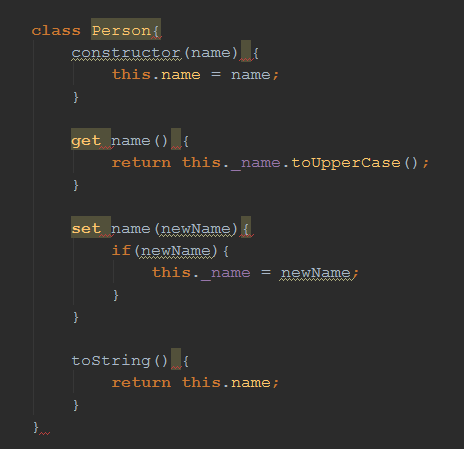 class Person{
constructor(name) {
this.name = name;
}
get name() {
return this._name.toUpperCase();
}
set name(newName){
if(newName){
this._name = newName;
}
}
toString() {
return this.name;
}
}